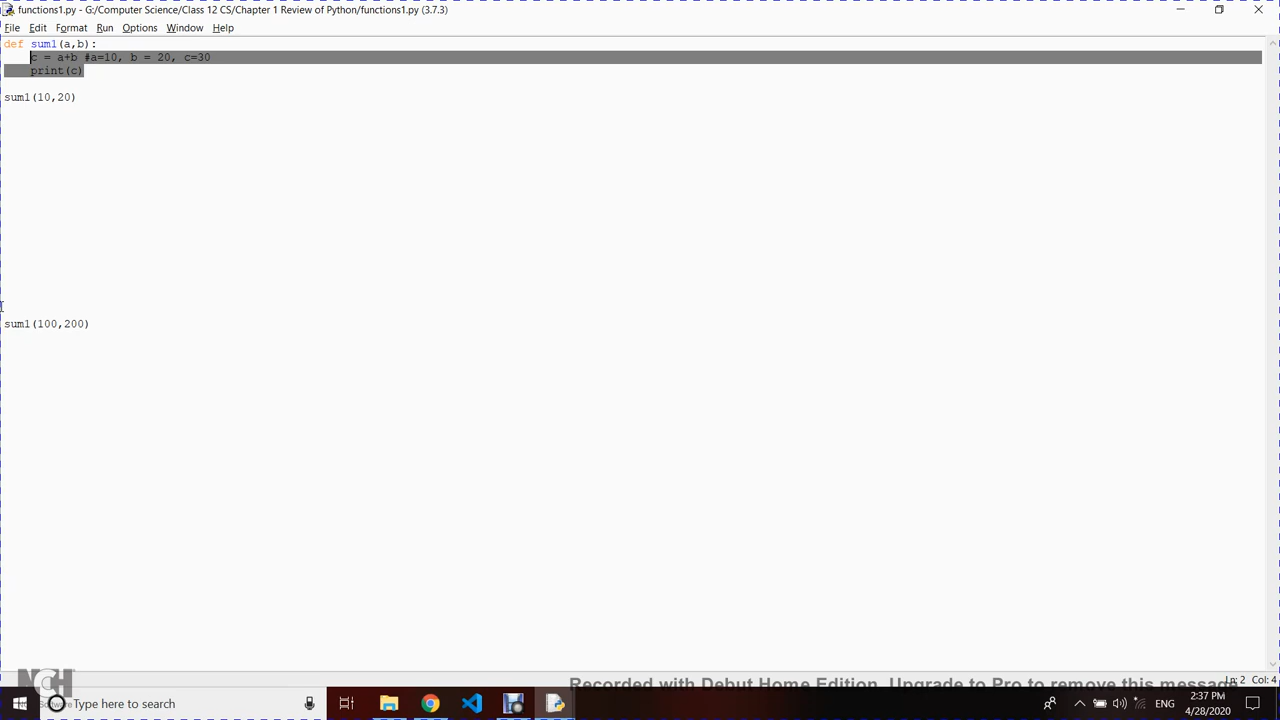 functions1.py - G:/Computer Science/Class 12 CS/Chapter 1 Review of Python/functions1.py (3.7.3)
File Edit Format Run Options Window Help
def sum1(a,b):
    c = a+b #a=10, b = 20, c=30
    print(c)
sum1(10,20)
sum1(100,200)
NCH
Software
Recorded with Debut Home Edition. Upgrade to Pro to remove this message
Ln: 2 Col: 4
Type here to search
ENG
2:37 PM
4/28/2020